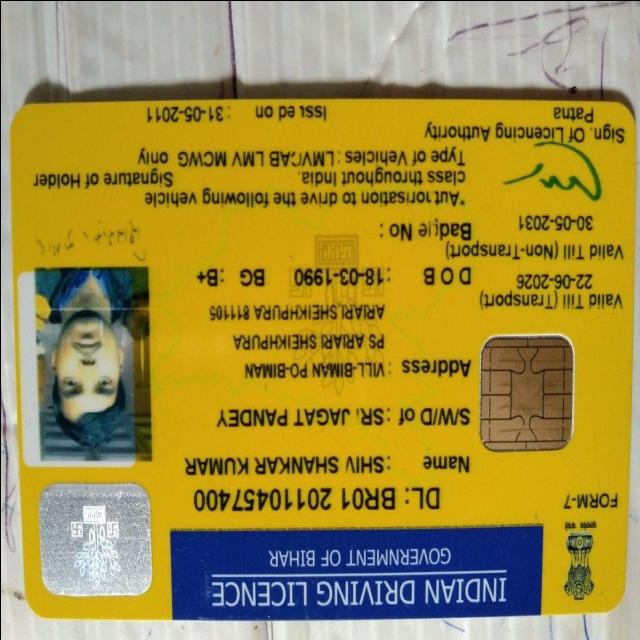 INDIAN DRIVING LICENCE
GOVERNMENT OF BIHAR
FORM-7
DL: BR01 20110457400
Name : SHIV SHANKAR KUMAR
S/W/D of : SRI JAGAT PANDEY
Address : VILL-BIMAN PO-BIMAN
PS ARARI SHEIKHPURA
ARIARI,SHEIKHPURA 811105
DOB : 18-03-1990 BG : B+
Valid Till (Transport)
22-06-2026
Valid Till (Non-Transport)
30-05-2031
Badge No :
*Autorisation to drive the following vehicle
class throughout India.
Type of Vehicles : LMVCAB LMV MCWG only
Signature of Holder
Sign. Of Licencing Authority
Patna
Issued on : 31-05-2011